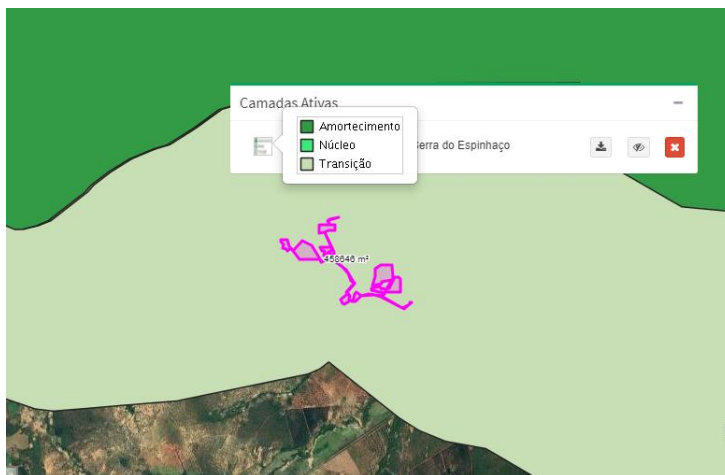 Camadas Ativas
Amortecimento
Núcleo
Transição
erra do Espinhaço
458646 m²